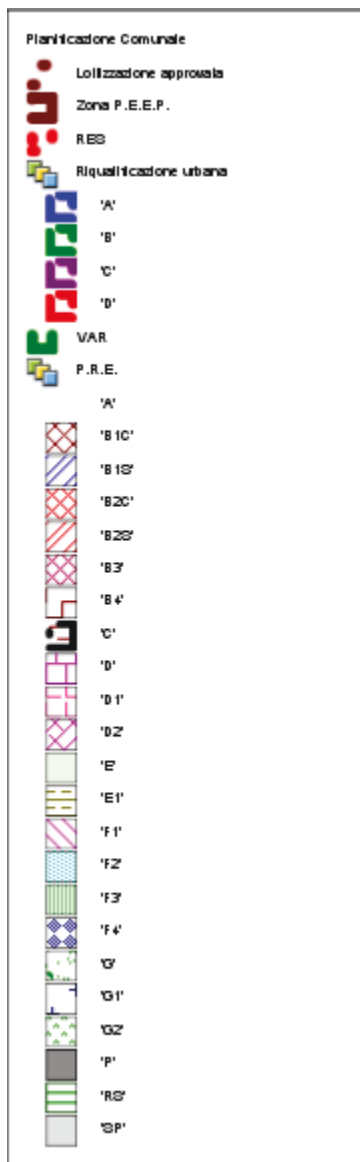 Pianificazione Comunale
Lottizzazione approvata
Zona P.E.E.P.
RES
Riqualificazione urbana
'A'
'B'
'C'
'D'
VAR
P.R.E.
'A'
'B1C'
'B1S'
'B2C'
'B2S'
'B3'
'B4'
'C'
'D'
'D1'
'D2'
'E'
'E1'
'F1'
'F2'
'F3'
'F4'
'G'
'G1'
'G2'
'P'
'RS'
'SP'